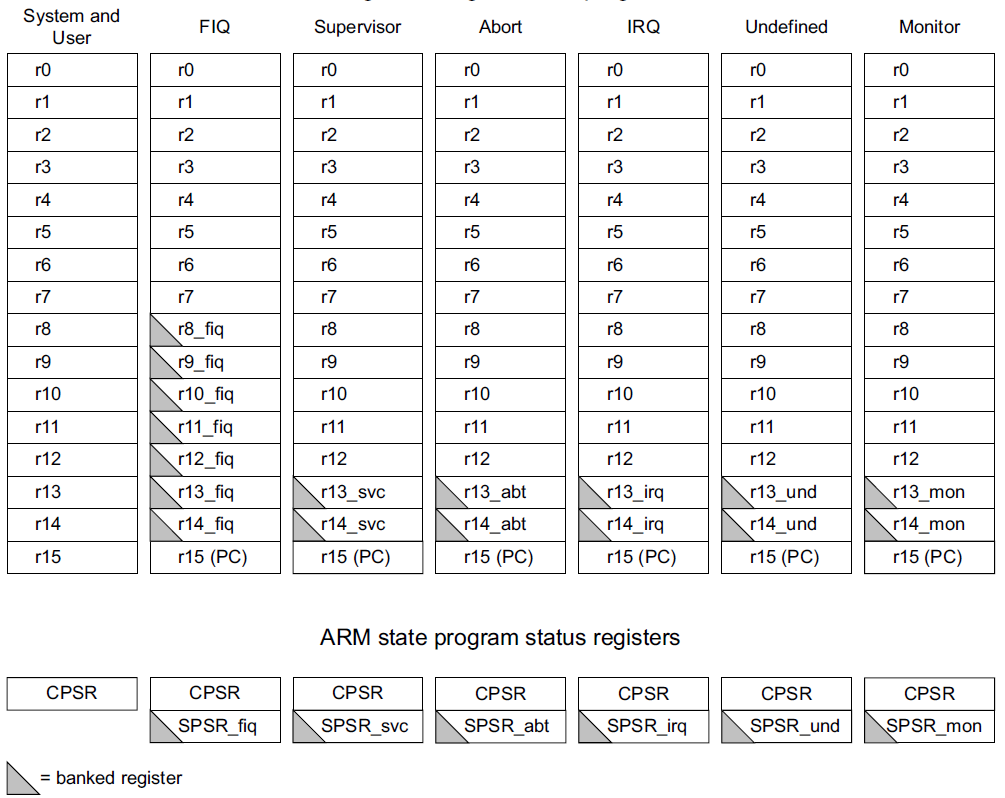 System and User FIQ Supervisor Abort IRQ Undefined Monitor
r0 r0 r0 r0 r0 r0 r0
r1 r1 r1 r1 r1 r1 r1
r2 r2 r2 r2 r2 r2 r2
r3 r3 r3 r3 r3 r3 r3
r4 r4 r4 r4 r4 r4 r4
r5 r5 r5 r5 r5 r5 r5
r6 r6 r6 r6 r6 r6 r6
r7 r7 r7 r7 r7 r7 r7
r8 r8_fiq r8 r8 r8 r8 r8
r9 r9_fiq r9 r9 r9 r9 r9
r10 r10_fiq r10 r10 r10 r10 r10
r11 r11_fiq r11 r11 r11 r11 r11
r12 r12_fiq r12 r12 r12 r12 r12
r13 r13_fiq r13_svc r13_abt r13_irq r13_und r13_mon
r14 r14_fiq r14_svc r14_abt r14_irq r14_und r14_mon
r15 r15 (PC) r15 (PC) r15 (PC) r15 (PC) r15 (PC) r15 (PC)
ARM state program status registers
CPSR CPSR CPSR CPSR CPSR CPSR CPSR
SPSR_fiq SPSR_svc SPSR_abt SPSR_irq SPSR_und SPSR_mon
= banked register